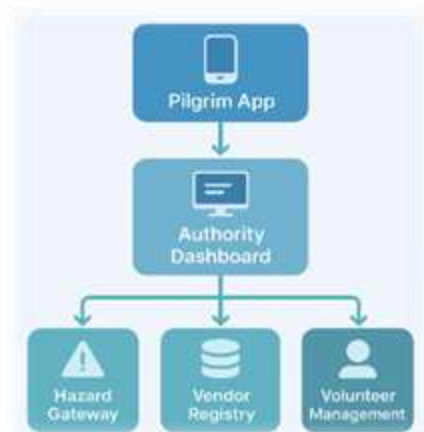 Pilgrim App
Authority
Dashboard
Hazard
Gateway
Vendor
Registry
Volunteer
Management